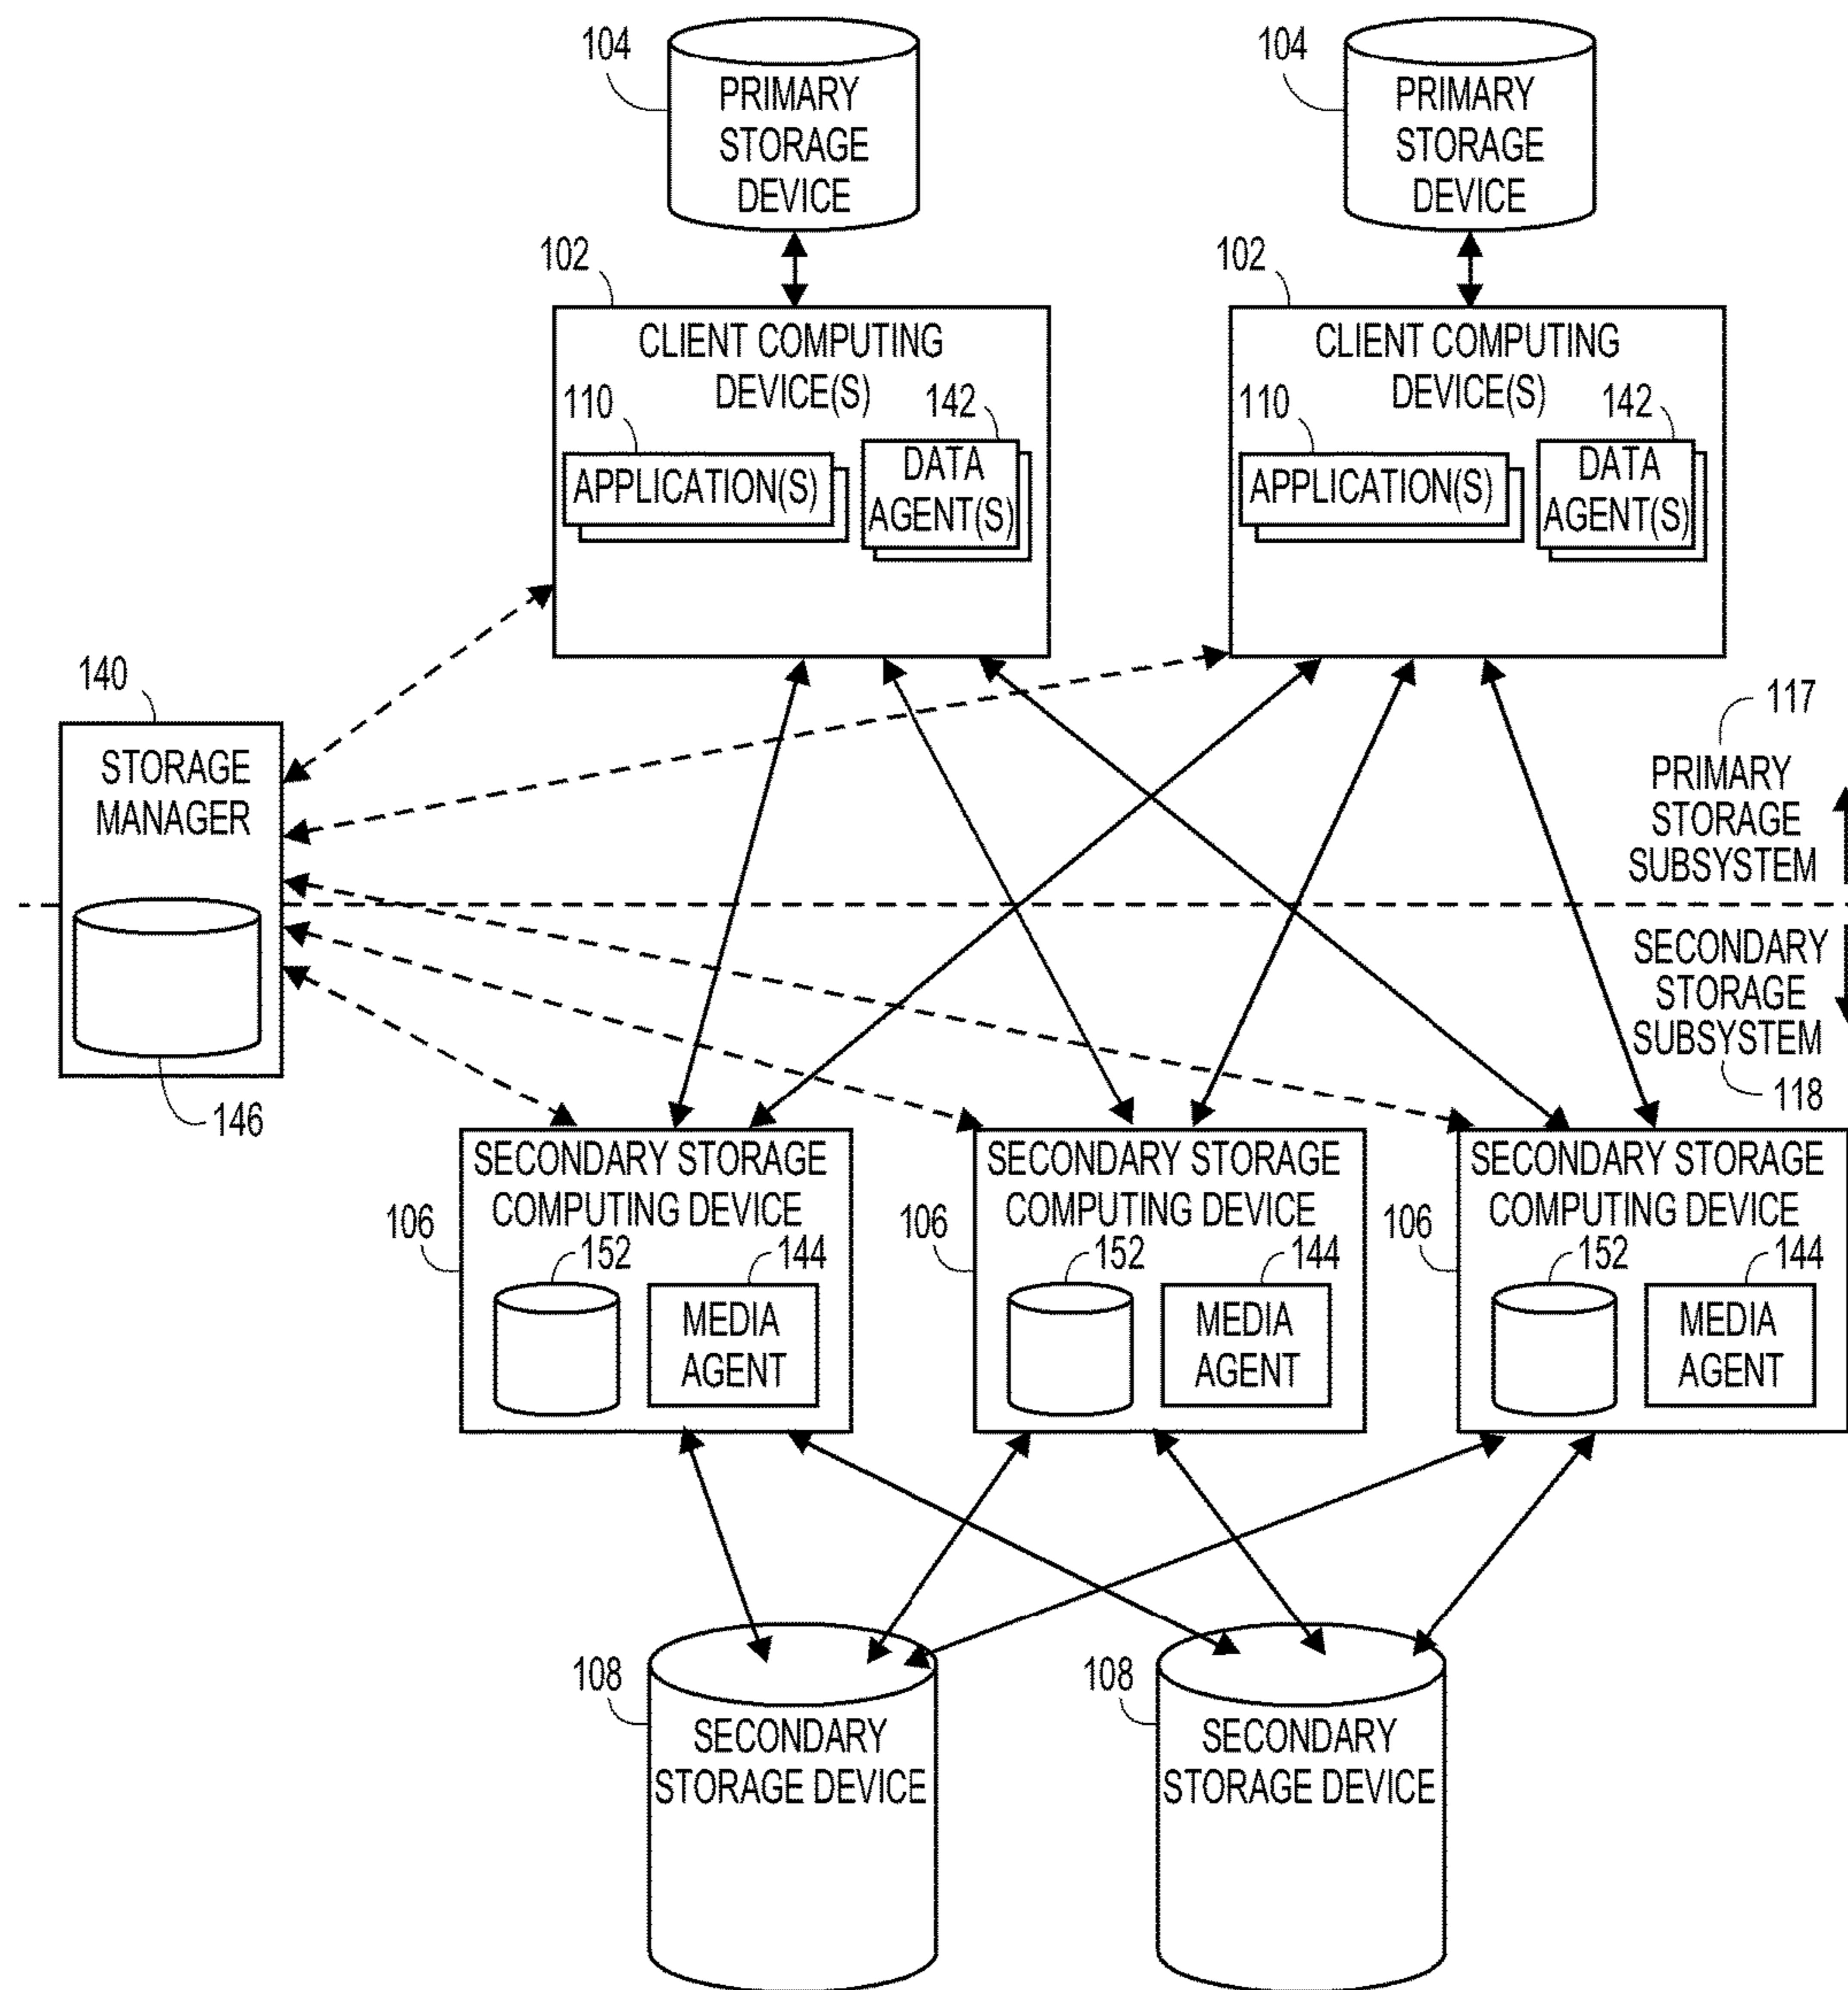 104
PRIMARY
STORAGE
DEVICE
104
PRIMARY
STORAGE
DEVICE
102
CLIENT COMPUTING
DEVICE(S)
110
142
APPLICATION(S)
DATA
AGENT(S)
102
CLIENT COMPUTING
DEVICE(S)
110
142
APPLICATION(S)
DATA
AGENT(S)
140
STORAGE
MANAGER
146
117
PRIMARY
STORAGE
SUBSYSTEM
SECONDARY
STORAGE
SUBSYSTEM
118
106
SECONDARY STORAGE
COMPUTING DEVICE
152
144
MEDIA
AGENT
106
SECONDARY STORAGE
COMPUTING DEVICE
152
144
MEDIA
AGENT
106
SECONDARY STORAGE
COMPUTING DEVICE
152
144
MEDIA
AGENT
108
SECONDARY
STORAGE DEVICE
108
SECONDARY
STORAGE DEVICE